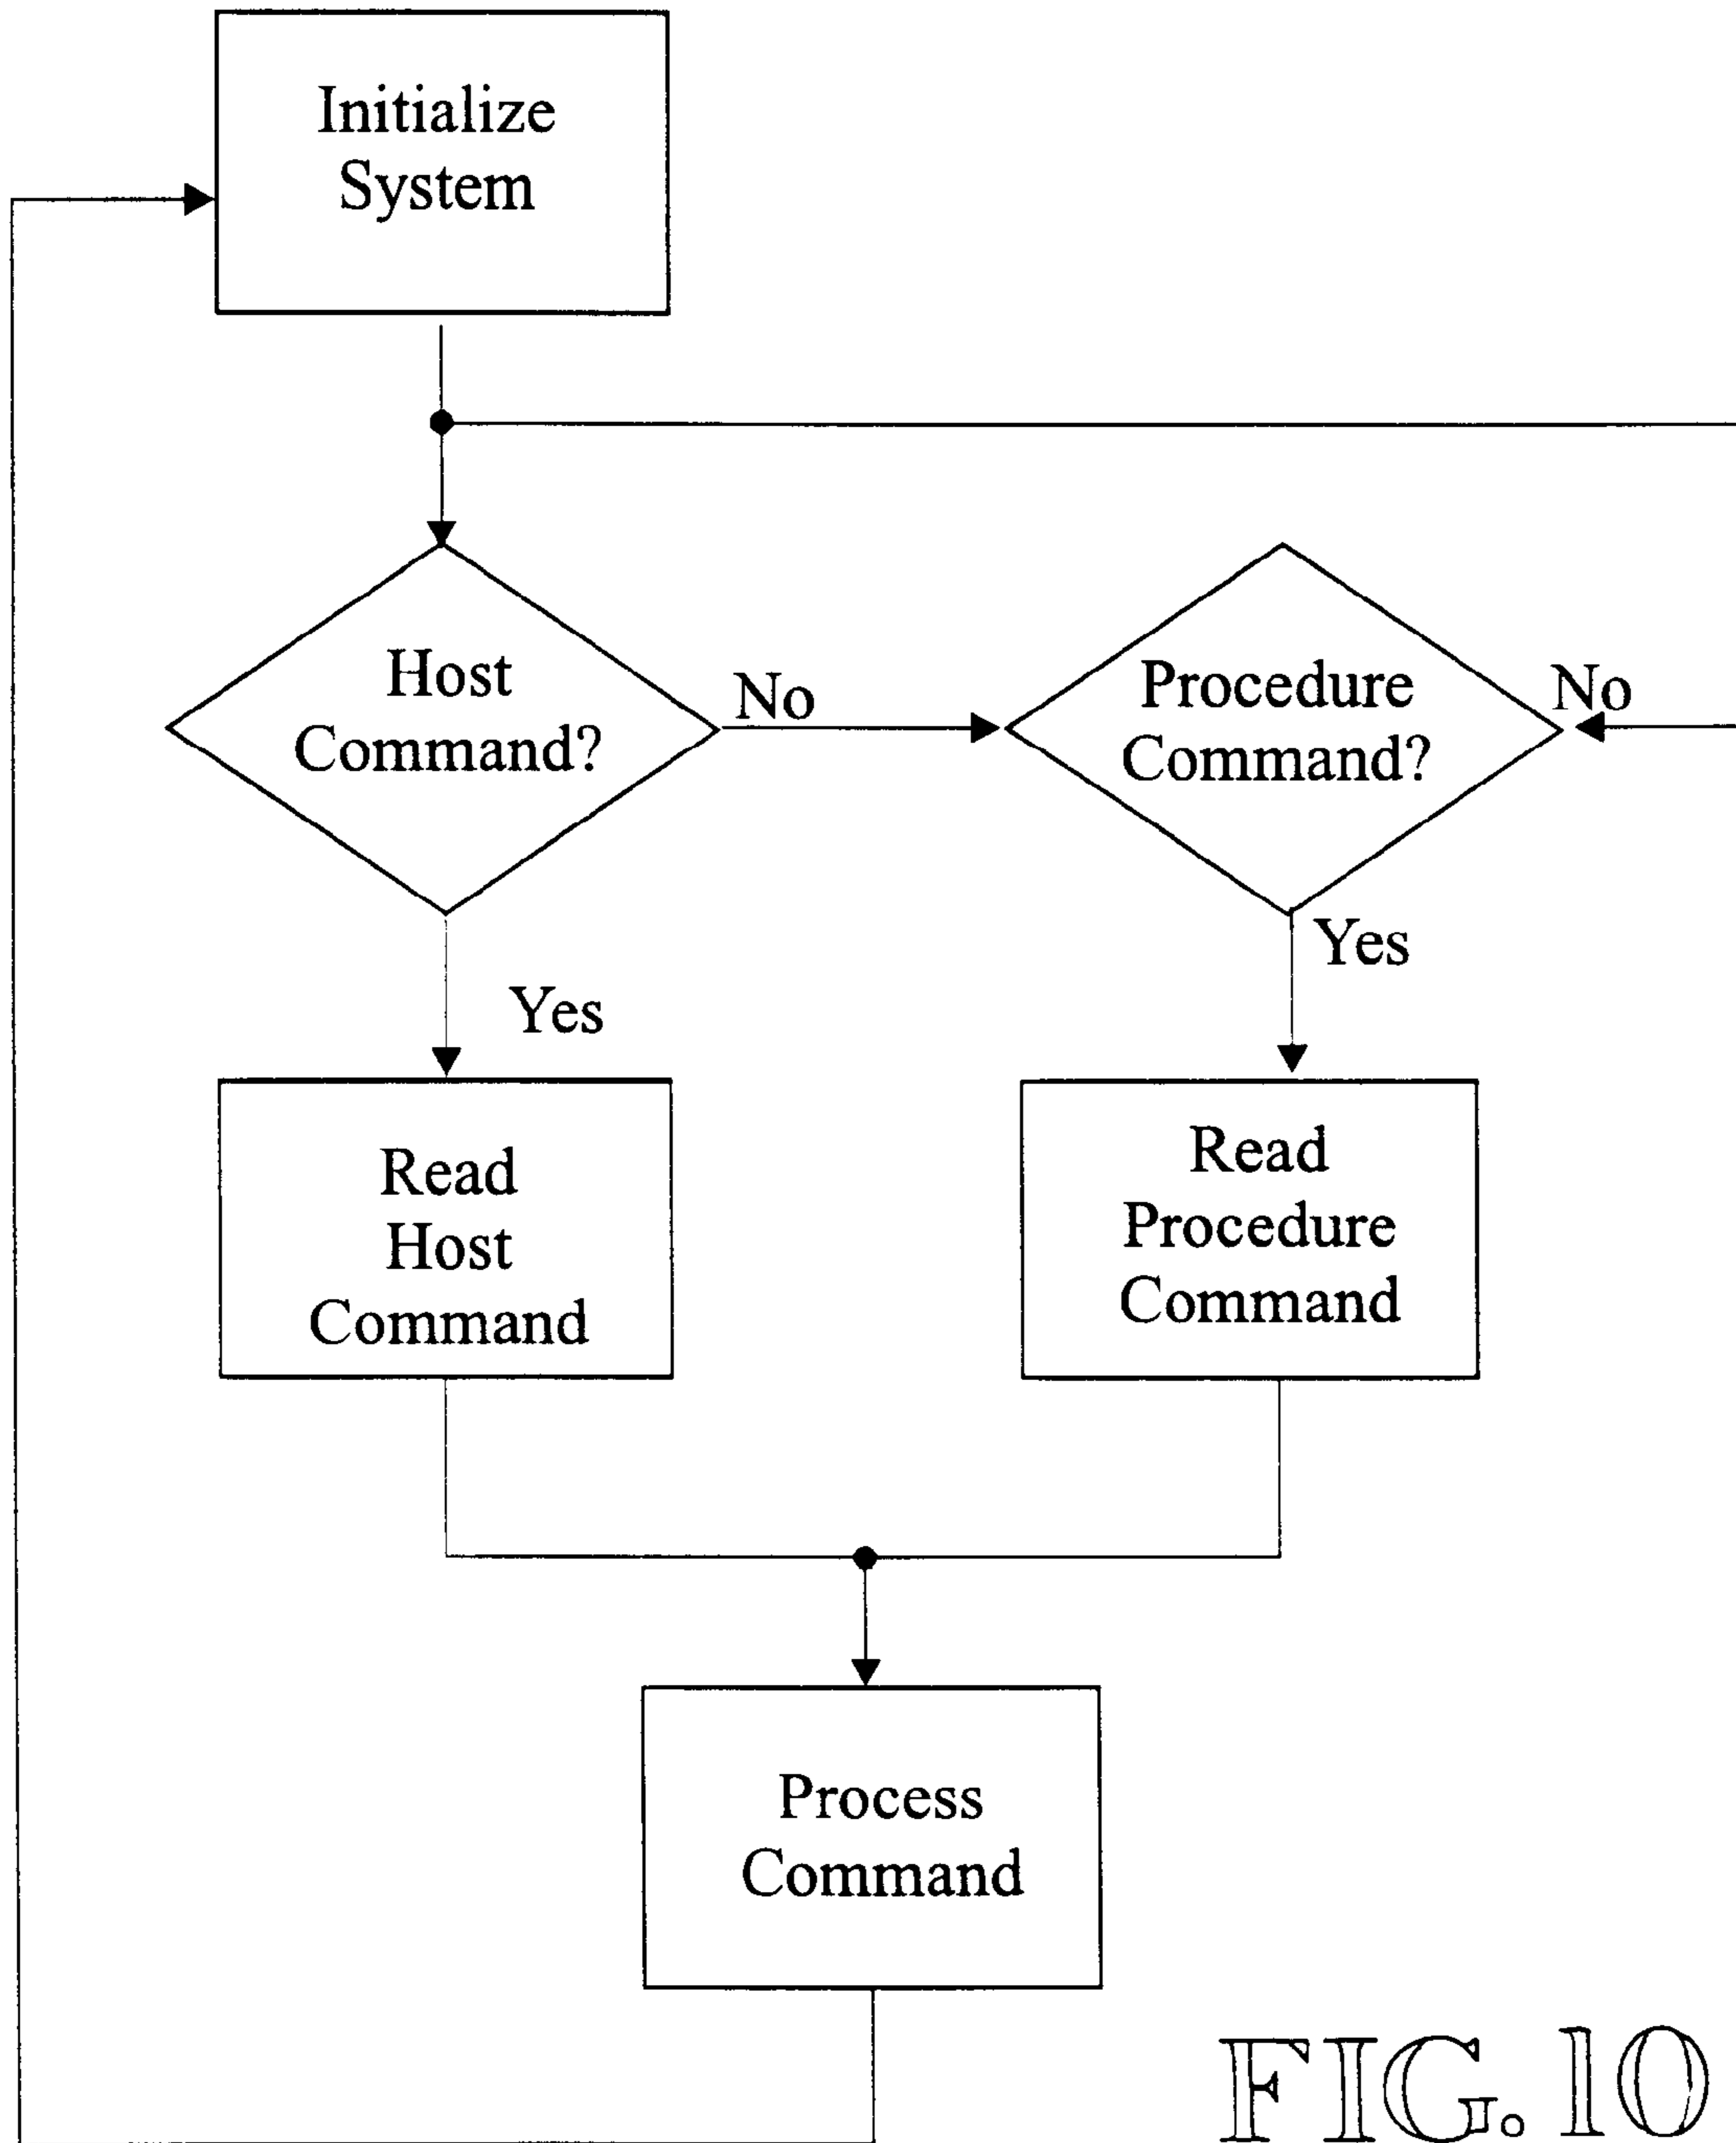 Initialize
System
Host
Command?
No
Procedure
Command?
No
Yes
Yes
Read
Host
Command
Read
Procedure
Command
Process
Command
FIG. 10